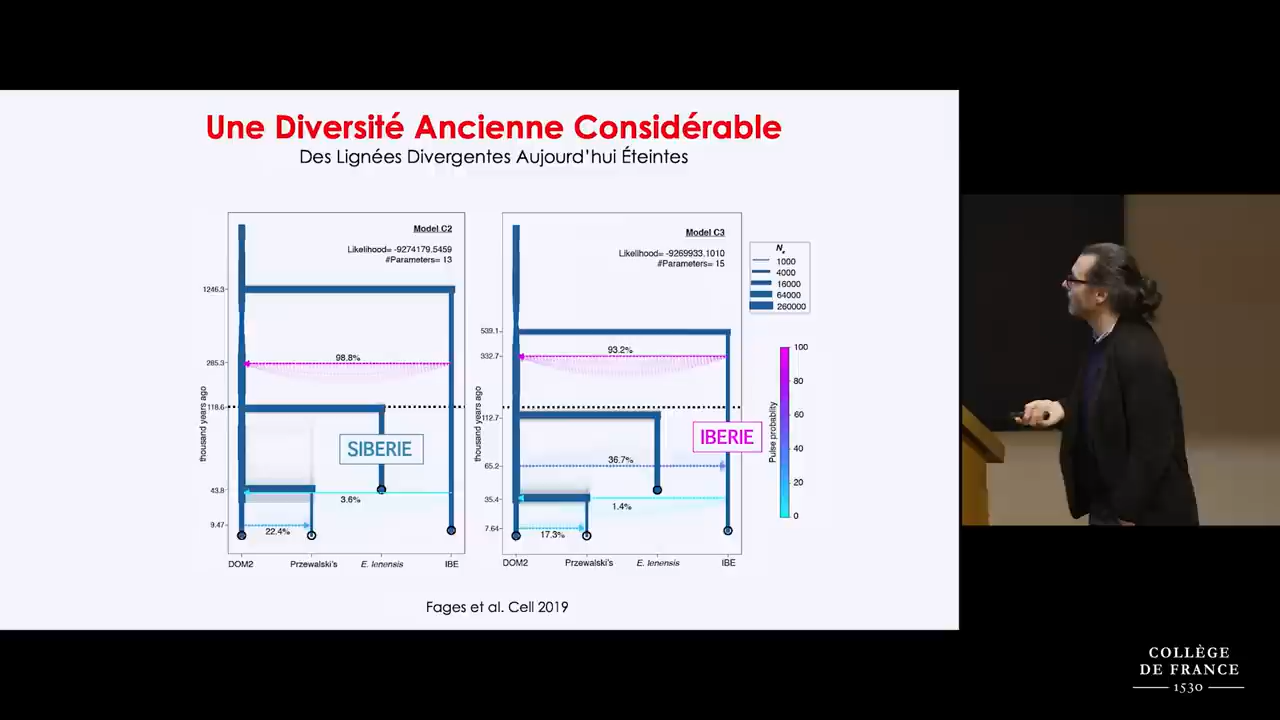 Une Diversité Ancienne Considérable
Des Lignées Divergentes Aujourd'hui Éteintes
Model C2
Likelihood= -9274179.5459
#Parameters= 13
1246.3
285.3
118.6
43.8
9.47
thousand years ago
98.8%
SIBERIE
3.6%
22.4%
DOM2
Przewalski's
E. lenensis
IBE
Model C3
Likelihood= -9269933.1010
#Parameters= 15
539.1
332.7
112.7
65.2
35.4
7.64
thousand years ago
93.2%
IBERIE
36.7%
1.4%
17.3%
DOM2
Przewalski's
E. lenensis
IBE
Ne
1000
4000
16000
64000
260000
100
80
60
40
20
0
Pulse probablity
Fages et al. Cell 2019
COLLÈGE
DE FRANCE
1530